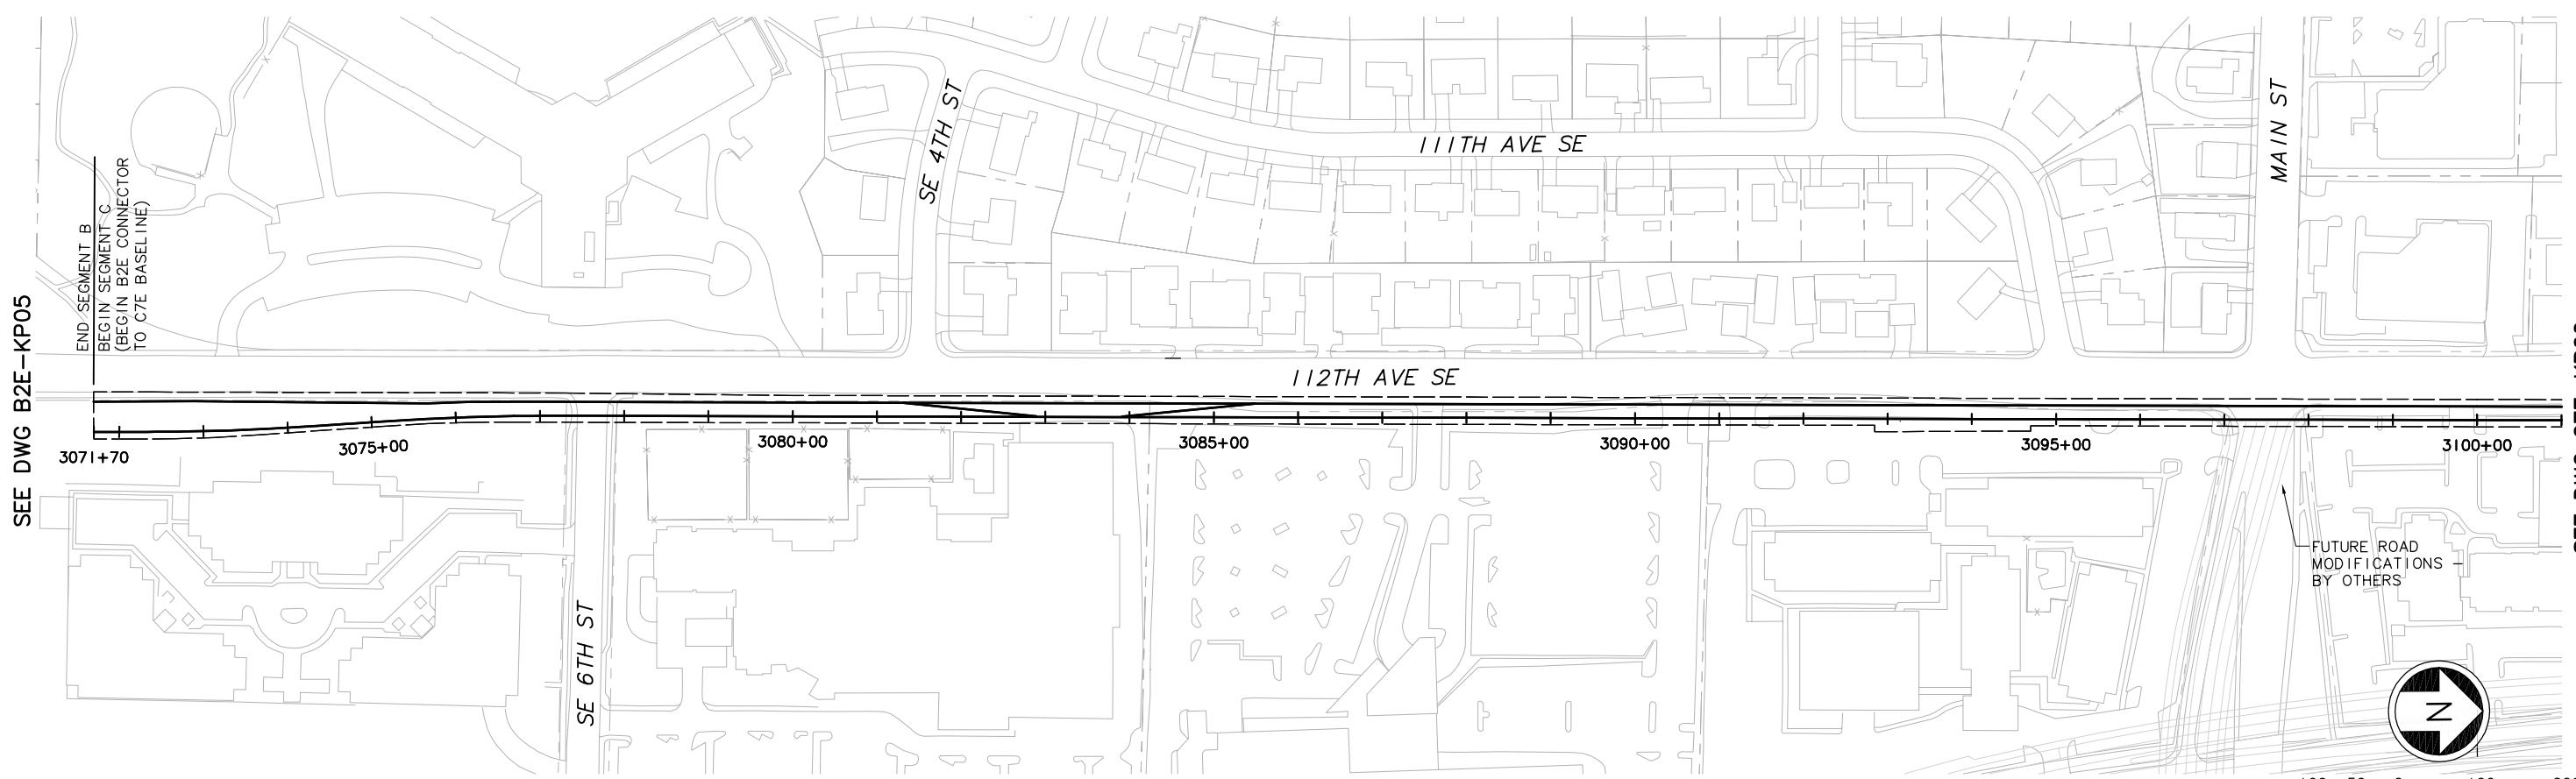 SEE DWG B2E-KP05
END SEGMENT B
BEGIN SEGMENT C
(BEGIN B2E CONNECTOR
TO C7E BASELINE)
SE 4TH ST
111TH AVE SE
MAIN ST
112TH AVE SE
3071+70
3075+00
3080+00
3085+00
3090+00
3095+00
3100+00
SE 6TH ST
FUTURE ROAD
MODIFICATIONS -
BY OTHERS
N